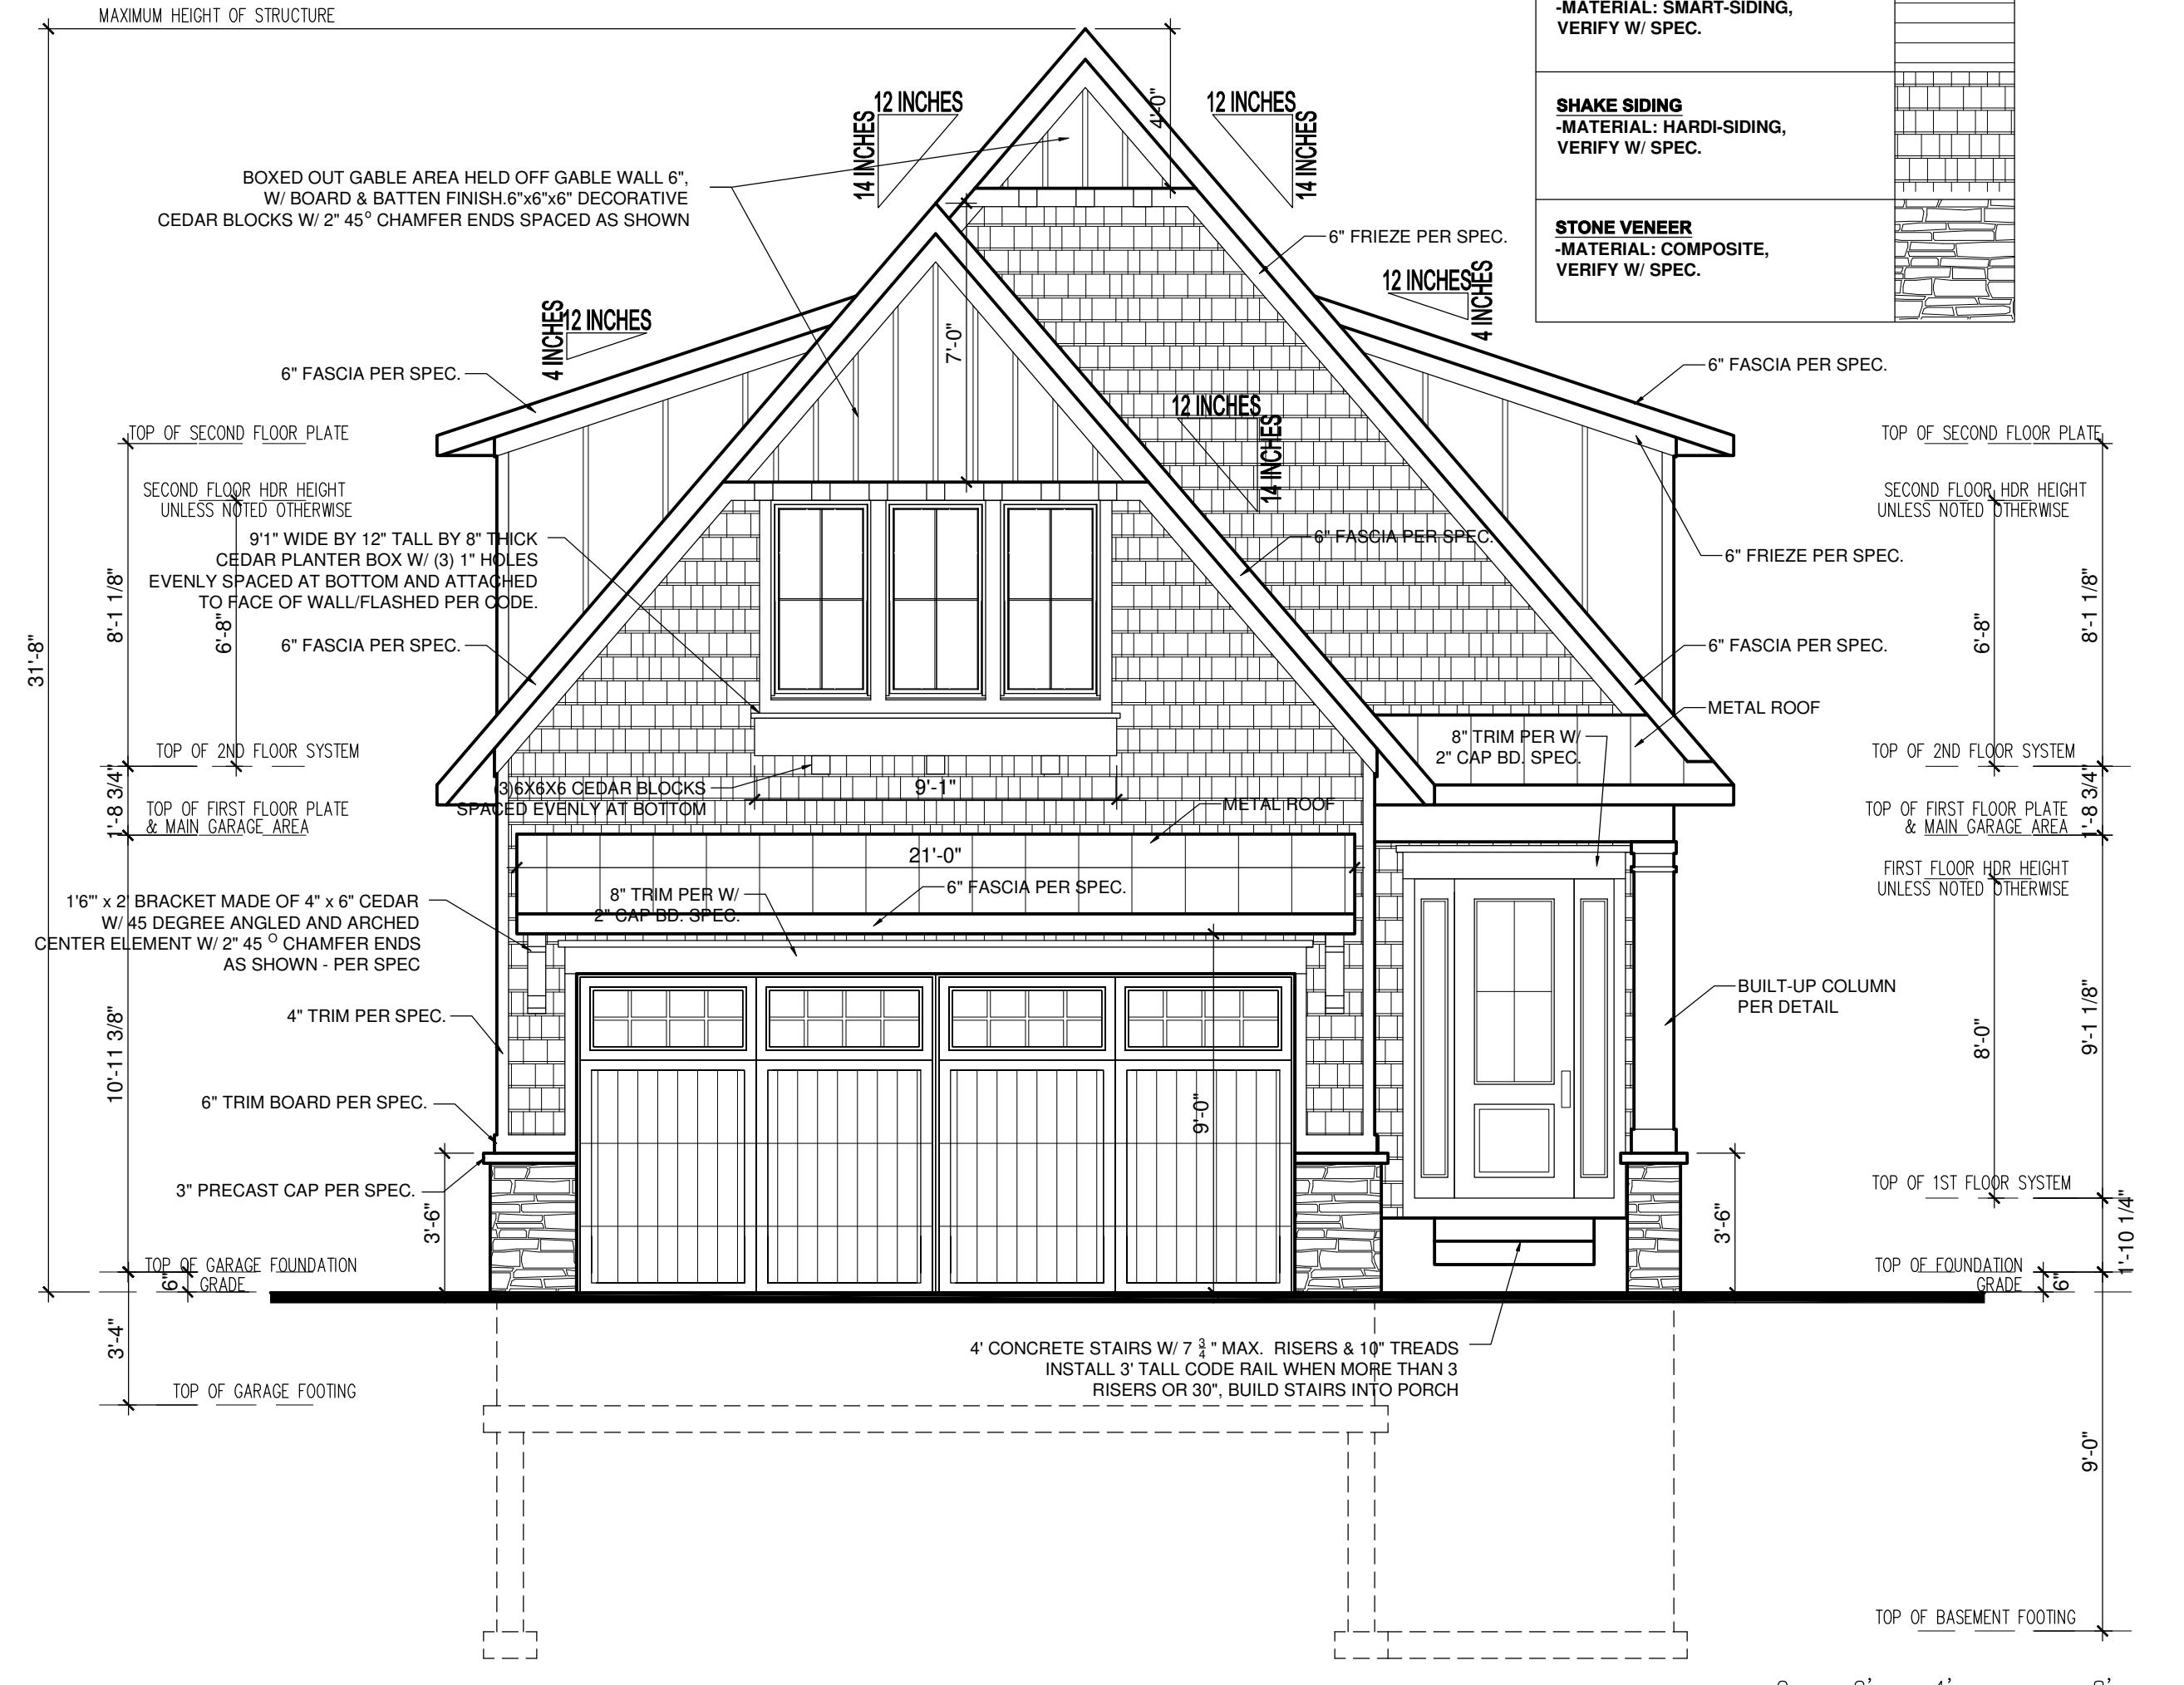 MAXIMUM HEIGHT OF STRUCTURE
-MATERIAL: SMART-SIDING,
VERIFY W/ SPEC.
SHAKE SIDING
-MATERIAL: HARDI-SIDING,
VERIFY W/ SPEC.
STONE VENEER
-MATERIAL: COMPOSITE,
VERIFY W/ SPEC.
12 INCHES
14 INCHES
4'-0"
12 INCHES
14 INCHES
BOXED OUT GABLE AREA HELD OFF GABLE WALL 6",
W/ BOARD & BATTEN FINISH.6"x6"x6" DECORATIVE
CEDAR BLOCKS W/ 2" 45° CHAMFER ENDS SPACED AS SHOWN
6" FRIEZE PER SPEC.
12 INCHES
4 INCHES
12 INCHES
4 INCHES
7'-0"
6" FASCIA PER SPEC.
6" FASCIA PER SPEC.
12 INCHES
14 INCHES
TOP OF SECOND FLOOR PLATE
TOP OF SECOND FLOOR PLATE
SECOND FLOOR HDR HEIGHT
UNLESS NOTED OTHERWISE
SECOND FLOOR HDR HEIGHT
UNLESS NOTED OTHERWISE
9'1" WIDE BY 12" TALL BY 8" THICK
CEDAR PLANTER BOX W/ (3) 1" HOLES
EVENLY SPACED AT BOTTOM AND ATTACHED
TO FACE OF WALL/FLASHED PER CODE.
6" FASCIA PER SPEC.
6" FRIEZE PER SPEC.
8'-1 1/8"
6'-8"
31'-8"
6" FASCIA PER SPEC.
6" FASCIA PER SPEC.
6'-8"
8'-1 1/8"
METAL ROOF
8" TRIM PER W/
2" CAP BD. SPEC.
TOP OF 2ND FLOOR SYSTEM
TOP OF 2ND FLOOR SYSTEM
1'-8 3/4"
1'-8 3/4"
(3)6X6X6 CEDAR BLOCKS
SPACED EVENLY AT BOTTOM
9'-1"
METAL ROOF
TOP OF FIRST FLOOR PLATE
& MAIN GARAGE AREA
TOP OF FIRST FLOOR PLATE
& MAIN GARAGE AREA
21'-0"
FIRST FLOOR HDR HEIGHT
UNLESS NOTED OTHERWISE
8" TRIM PER W/
2" CAP BD. SPEC.
6" FASCIA PER SPEC.
1'6"' x 2' BRACKET MADE OF 4" x 6" CEDAR
W/ 45 DEGREE ANGLED AND ARCHED
CENTER ELEMENT W/ 2" 45 ° CHAMFER ENDS
AS SHOWN - PER SPEC
BUILT-UP COLUMN
PER DETAIL
4" TRIM PER SPEC.
10'-11 3/8"
8'-0"
9'-1 1/8"
6" TRIM BOARD PER SPEC.
9'-0"
3" PRECAST CAP PER SPEC.
TOP OF 1ST FLOOR SYSTEM
3'-6"
3'-6"
1'-10 1/4"
TOP OF GARAGE FOUNDATION
GRADE
6"
TOP OF FOUNDATION
GRADE
6"
3'-4"
4' CONCRETE STAIRS W/ 7 3/4" MAX. RISERS & 10" TREADS
INSTALL 3' TALL CODE RAIL WHEN MORE THAN 3
RISERS OR 30", BUILD STAIRS INTO PORCH
TOP OF GARAGE FOOTING
9'-0"
TOP OF BASEMENT FOOTING